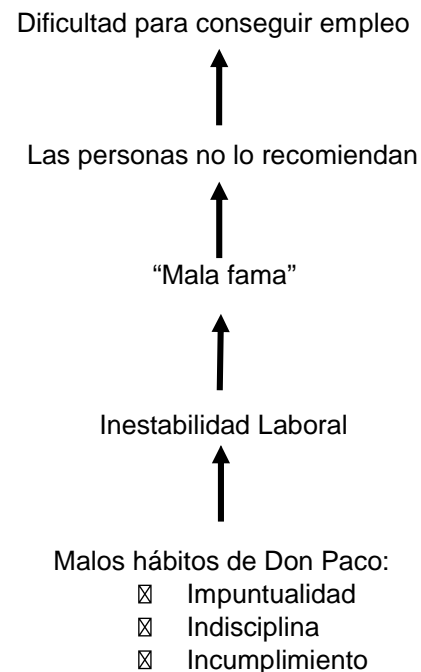 Dificultad para conseguir empleo
Las personas no lo recomiendan
“Mala fama”
Inestabilidad Laboral
Malos hábitos de Don Paco:
Impuntualidad
Indisciplina
Incumplimiento